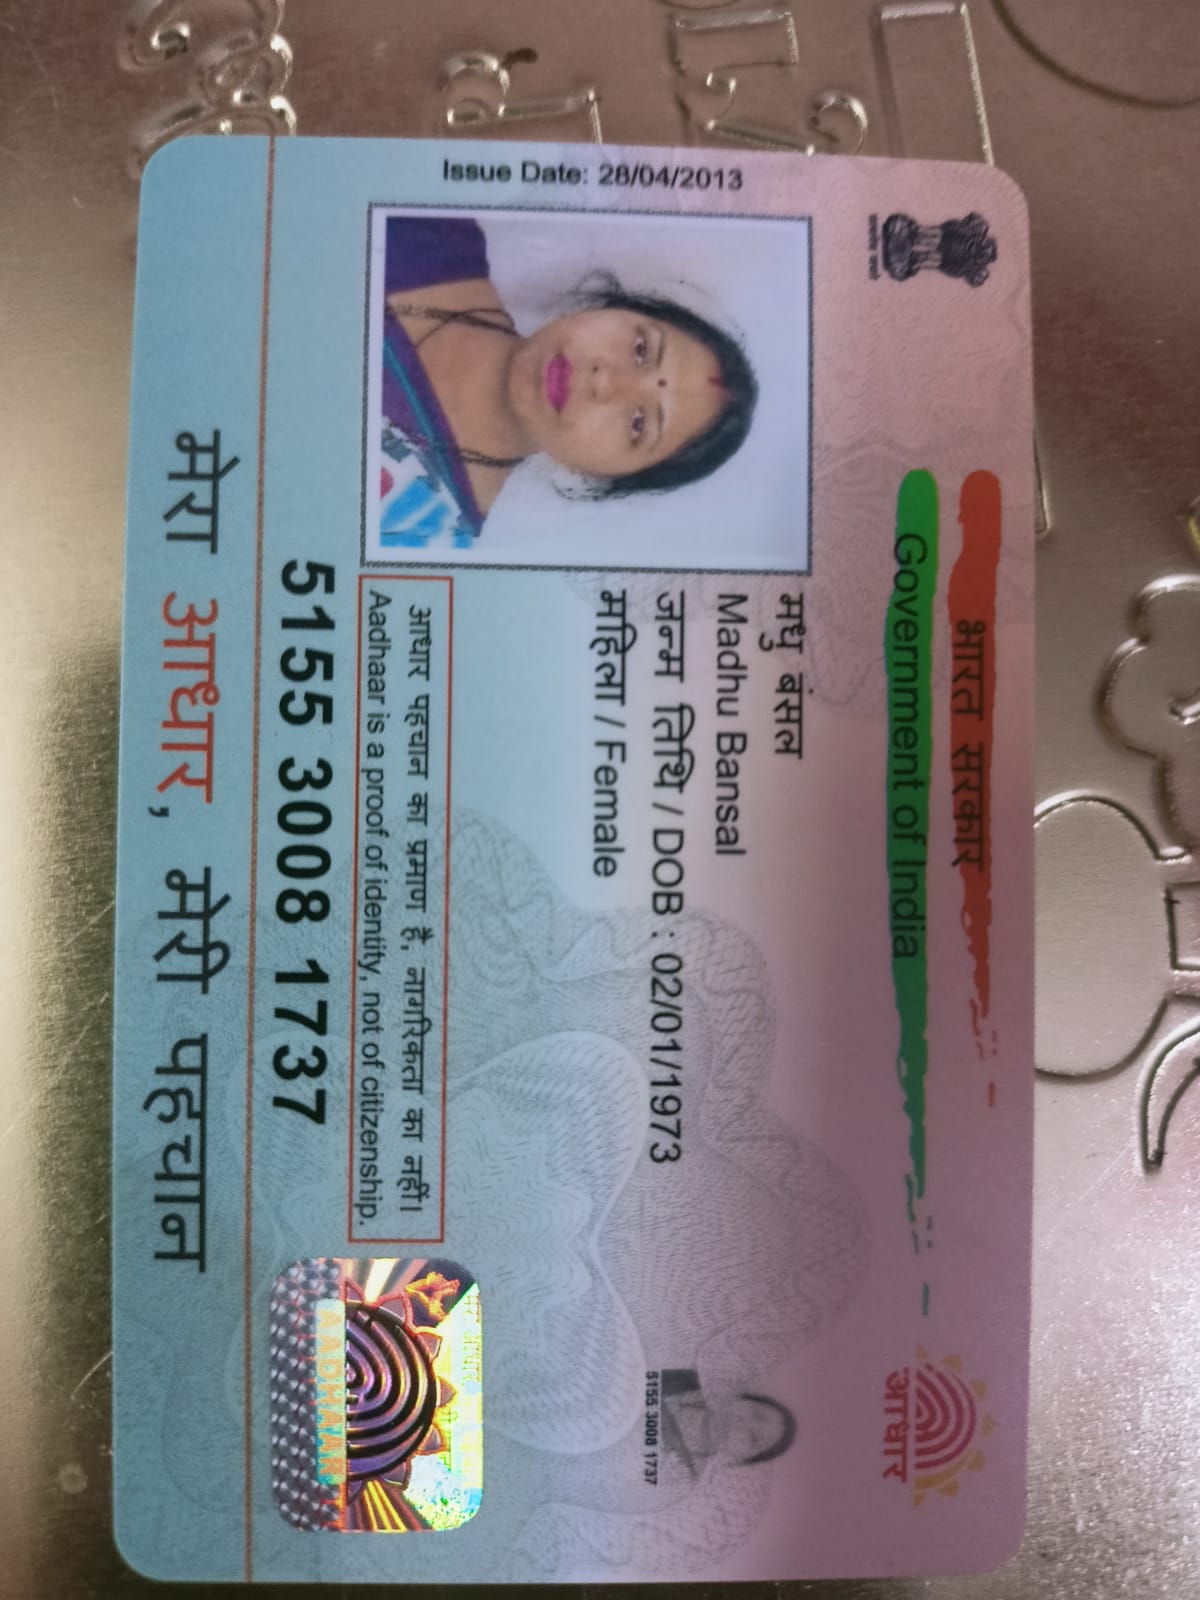 भारत सरकार
Government of India
आधार
Issue Date: 28/04/2013
मधु बंसल
Madhu Bansal
जन्म तिथि / DOB : 02/01/1973
महिला / Female
5155 3008 1737
आधार पहचान का प्रमाण है, नागरिकता का नहीं।
Aadhaar is a proof of identity, not of citizenship.
5155 3008 1737
AADHAAR
मेरा आधार, मेरी पहचान